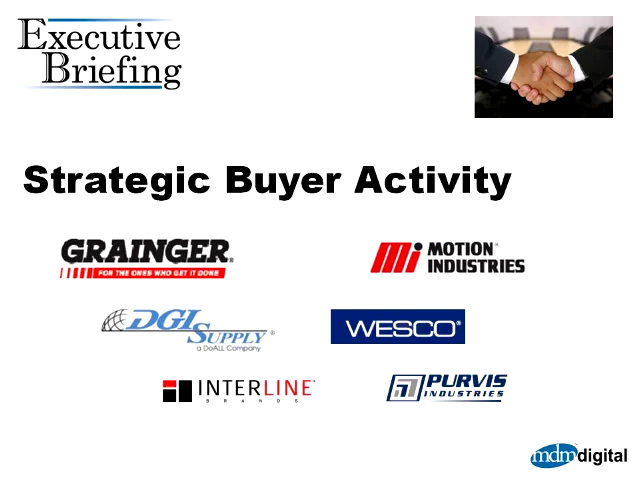 Executive
Briefing
Strategic Buyer Activity
GRAINGER®
FOR THE ONES WHO GET IT DONE
mi MOTION
INDUSTRIES
DGI SUPPLY®
a DoALL Company
WESCO®
INTERLINE
BRANDS
PURVIS
INDUSTRIES
mdm digital